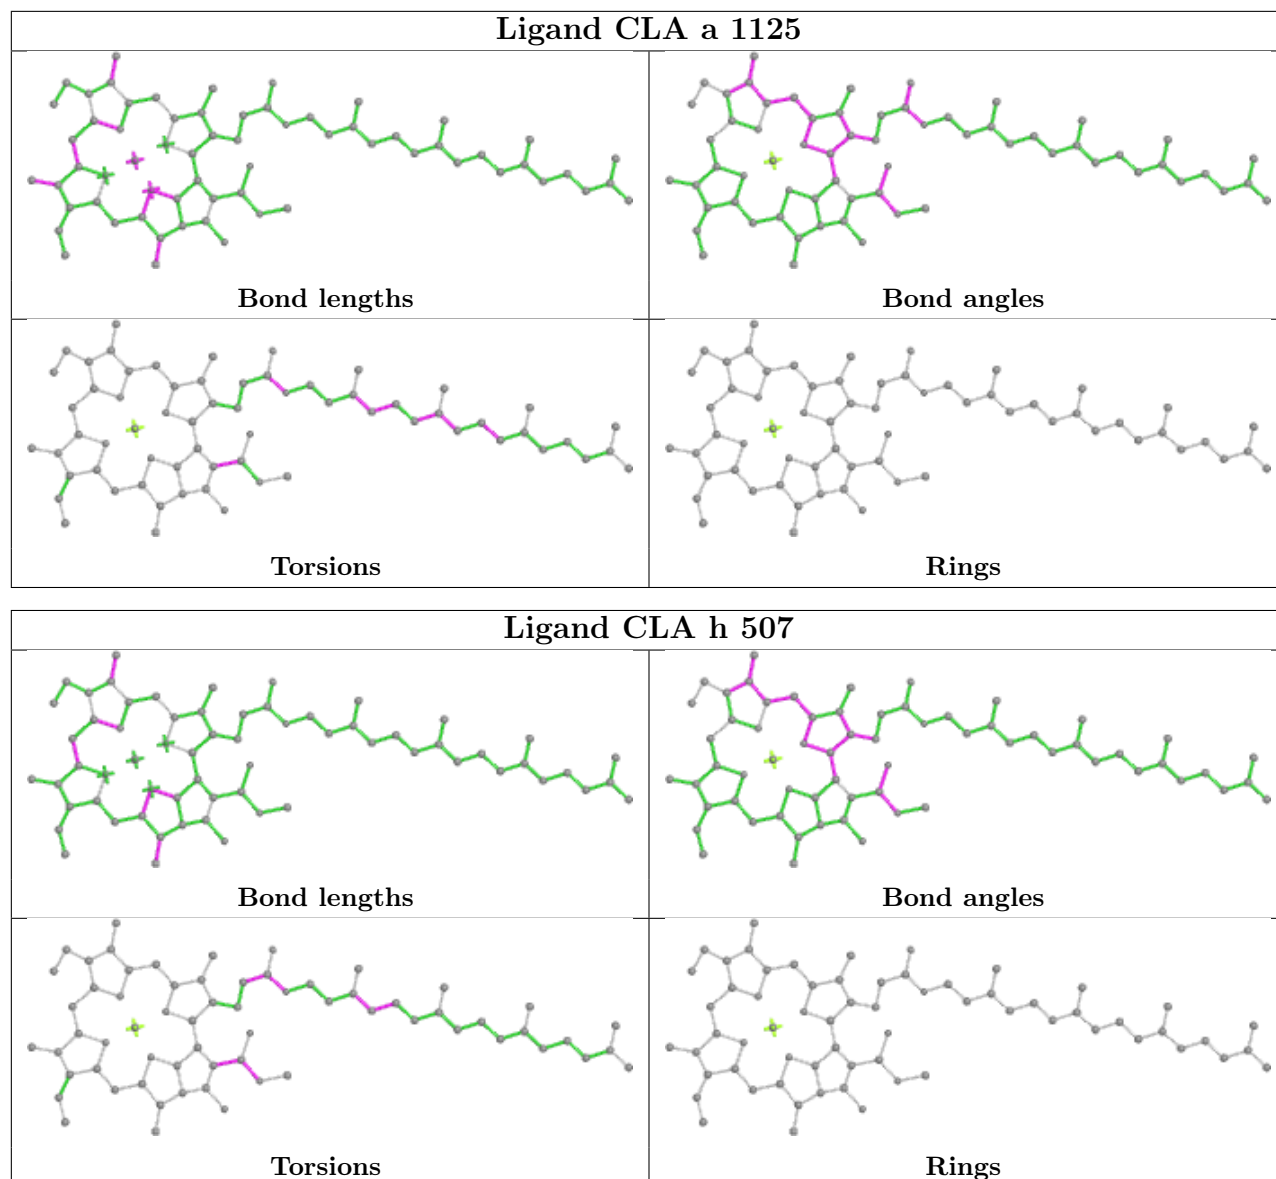 Ligand CLA a 1125
Bond lengths
Bond angles
Torsions
Rings
Ligand CLA h 507
Bond lengths
Bond angles
Torsions
Rings